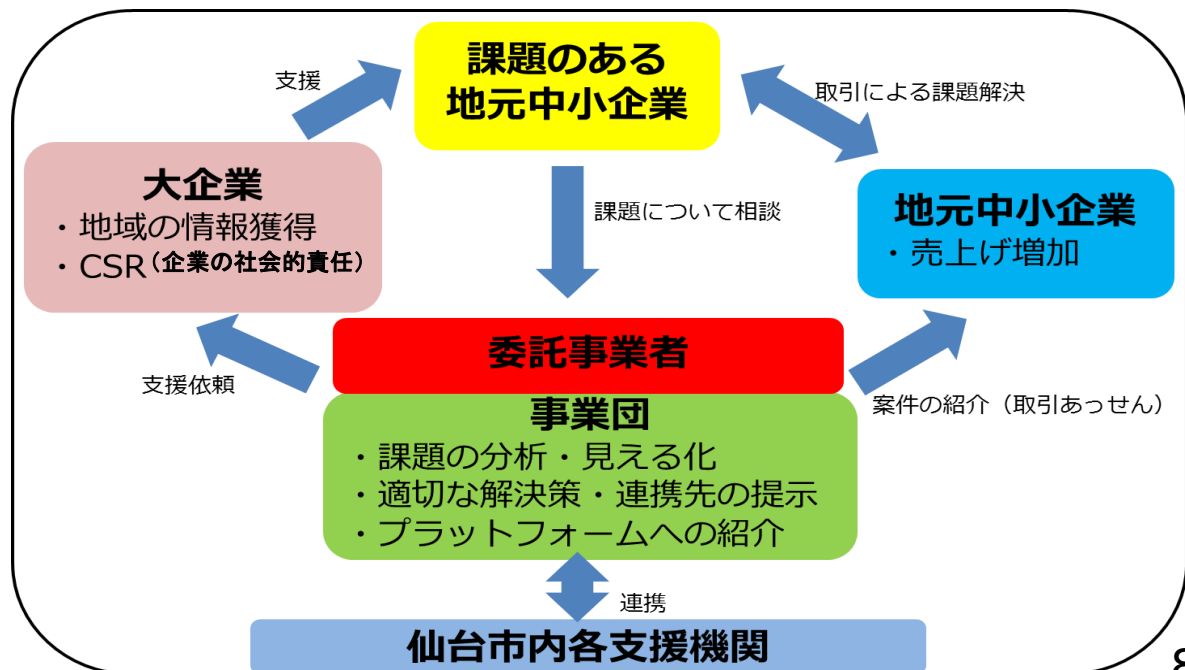 課題のある
地元中小企業
支援
取引による課題解決
大企業
・地域の情報獲得
・CSR（企業の社会的責任）
課題について相談
地元中小企業
・売上げ増加
委託事業者
支援依頼
案件の紹介（取引あっせん）
事業団
・課題の分析・見える化
・適切な解決策・連携先の提示
・プラットフォームへの紹介
連携
仙台市内各支援機関